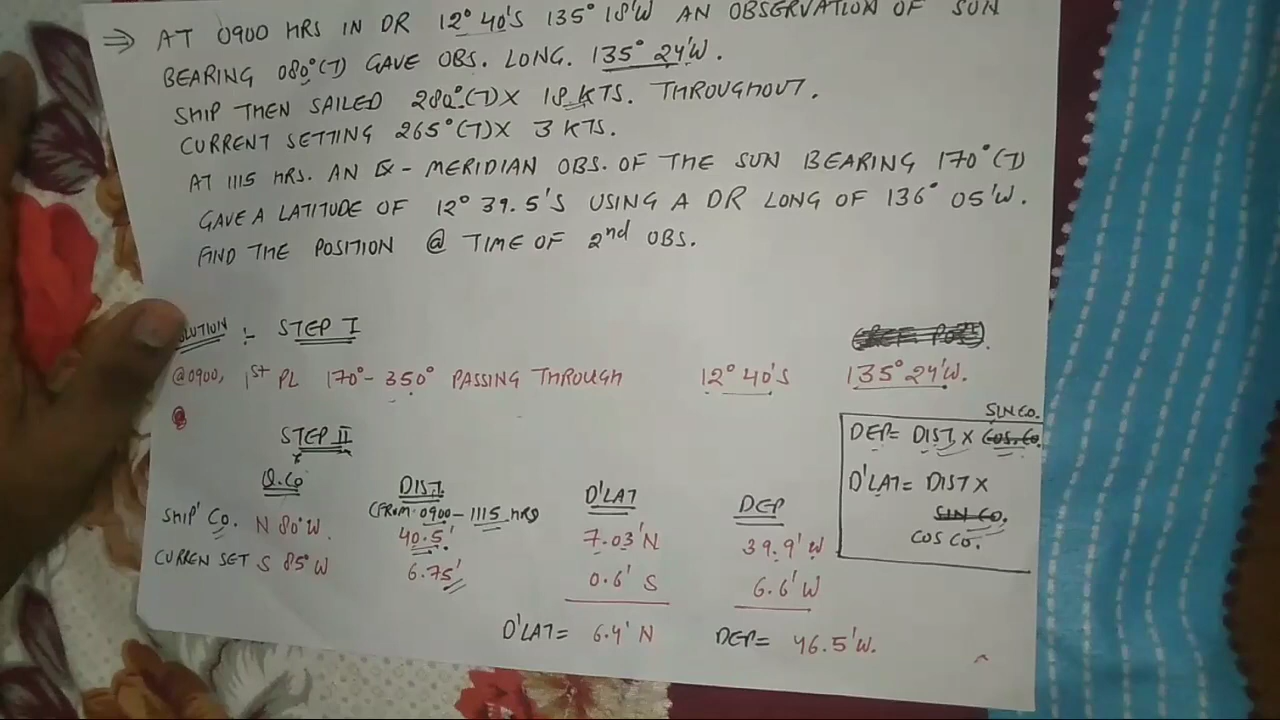 ⇒ AT 0900 HRS IN DR 12° 40'S 135° 18'W AN OBSERVATION OF SUN
BEARING 080°(T) GAVE OBS. LONG. 135° 24'W.
SHIP THEN SAILED 280°(T) X 18 KTS. THROUGHOUT.
CURRENT SETTING 265°(T) X 3 KTS.
AT 1115 HRS. AN EX-MERIDIAN OBS. OF THE SUN BEARING 170°(T)
GAVE A LATITUDE OF 12° 39.5'S USING A DR LONG OF 136° 05'W.
FIND THE POSITION @ TIME OF 2nd OBS.
SOLUTION :- STEP I
@0900, 1ST PL 170°- 350° PASSING THROUGH 12° 40'S 135° 24'W.
STEP II
Q.Co DIST. D'LAT DEP
(FROM 0900-1115 HRS)
SHIP' CO. N 80° W. 40.5' 7.03' N 39.9' W
CURREN SET S 85° W 6.75' 0.6' S 6.6' W
D'LAT= 6.4' N DEP= 46.5'W.
SIN CO.
DEP= DIST. X COS.CO.
D'LAT= DIST X
SIN CO.
COS CO.